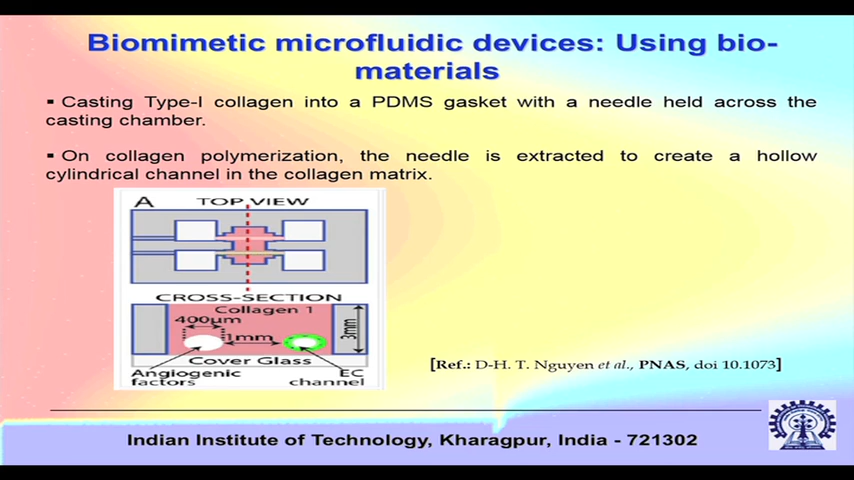 Biomimetic microfluidic devices: Using bio-
materials
▪ Casting Type-I collagen into a PDMS gasket with a needle held across the
casting chamber.
▪ On collagen polymerization, the needle is extracted to create a hollow
cylindrical channel in the collagen matrix.
A TOP VIEW
CROSS-SECTION
Collagen 1
400µm
1mm
3mm
Cover Glass
Angiogenic
factors
EC
channel
[Ref.: D-H. T. Nguyen et al., PNAS, doi 10.1073]
Indian Institute of Technology, Kharagpur, India - 721302